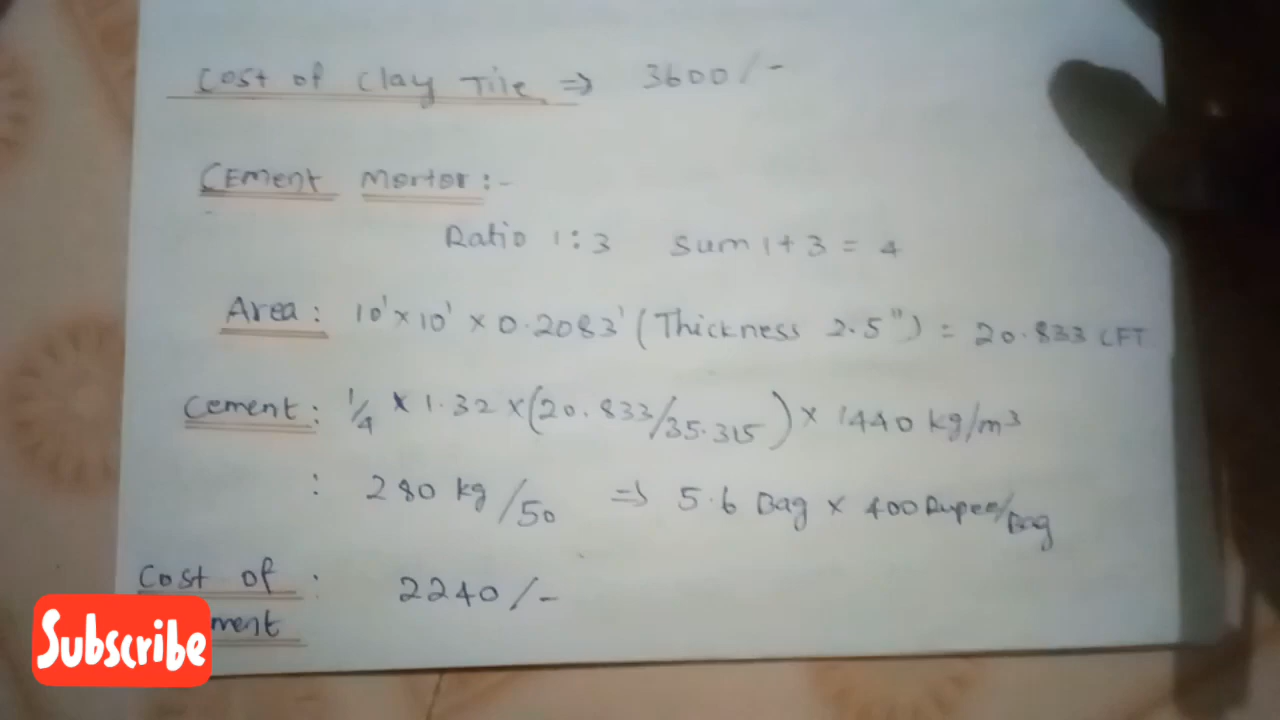 Cost of Clay Tile => 3600/-
CEment Mortor :-
Ratio 1:3 Sum 1+3 = 4
Area : 10' x 10' x 0.2083' (Thickness 2.5") = 20.833 CFT
Cement : 1/4 x 1.32 x (20.833/35.315) x 1440 kg/m³
: 280 kg/50 => 5.6 Bag x 400 Rupees/Bag
Cost of : 2240/-
ment
Subscribe